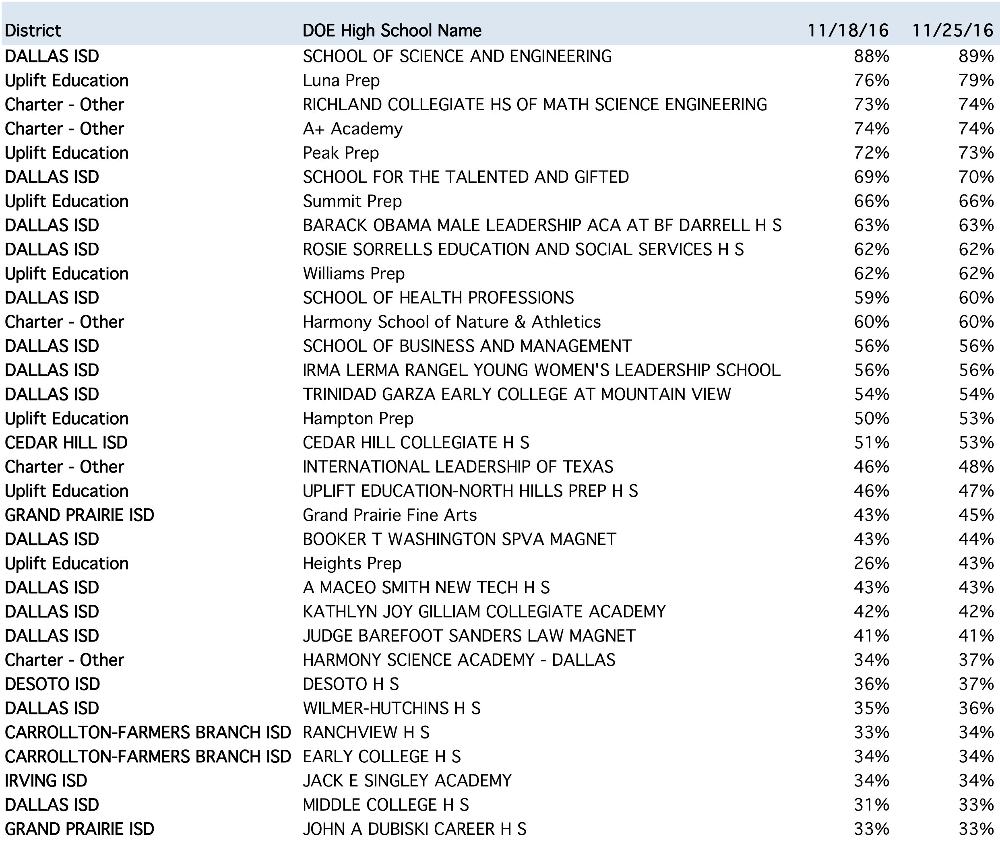 District DOE High School Name 11/18/16 11/25/16
DALLAS ISD SCHOOL OF SCIENCE AND ENGINEERING 88% 89%
Uplift Education Luna Prep 76% 79%
Charter - Other RICHLAND COLLEGIATE HS OF MATH SCIENCE ENGINEERING 73% 74%
Charter - Other A+ Academy 74% 74%
Uplift Education Peak Prep 72% 73%
DALLAS ISD SCHOOL FOR THE TALENTED AND GIFTED 69% 70%
Uplift Education Summit Prep 66% 66%
DALLAS ISD BARACK OBAMA MALE LEADERSHIP ACA AT BF DARRELL H S 63% 63%
DALLAS ISD ROSIE SORRELLS EDUCATION AND SOCIAL SERVICES H S 62% 62%
Uplift Education Williams Prep 62% 62%
DALLAS ISD SCHOOL OF HEALTH PROFESSIONS 59% 60%
Charter - Other Harmony School of Nature & Athletics 60% 60%
DALLAS ISD SCHOOL OF BUSINESS AND MANAGEMENT 56% 56%
DALLAS ISD IRMA LERMA RANGEL YOUNG WOMEN'S LEADERSHIP SCHOOL 56% 56%
DALLAS ISD TRINIDAD GARZA EARLY COLLEGE AT MOUNTAIN VIEW 54% 54%
Uplift Education Hampton Prep 50% 53%
CEDAR HILL ISD CEDAR HILL COLLEGIATE H S 51% 53%
Charter - Other INTERNATIONAL LEADERSHIP OF TEXAS 46% 48%
Uplift Education UPLIFT EDUCATION-NORTH HILLS PREP H S 46% 47%
GRAND PRAIRIE ISD Grand Prairie Fine Arts 43% 45%
DALLAS ISD BOOKER T WASHINGTON SPVA MAGNET 43% 44%
Uplift Education Heights Prep 26% 43%
DALLAS ISD A MACEO SMITH NEW TECH H S 43% 43%
DALLAS ISD KATHLYN JOY GILLIAM COLLEGIATE ACADEMY 42% 42%
DALLAS ISD JUDGE BAREFOOT SANDERS LAW MAGNET 41% 41%
Charter - Other HARMONY SCIENCE ACADEMY - DALLAS 34% 37%
DESOTO ISD DESOTO H S 36% 37%
DALLAS ISD WILMER-HUTCHINS H S 35% 36%
CARROLLTON-FARMERS BRANCH ISD RANCHVIEW H S 33% 34%
CARROLLTON-FARMERS BRANCH ISD EARLY COLLEGE H S 34% 34%
IRVING ISD JACK E SINGLEY ACADEMY 34% 34%
DALLAS ISD MIDDLE COLLEGE H S 31% 33%
GRAND PRAIRIE ISD JOHN A DUBISKI CAREER H S 33% 33%